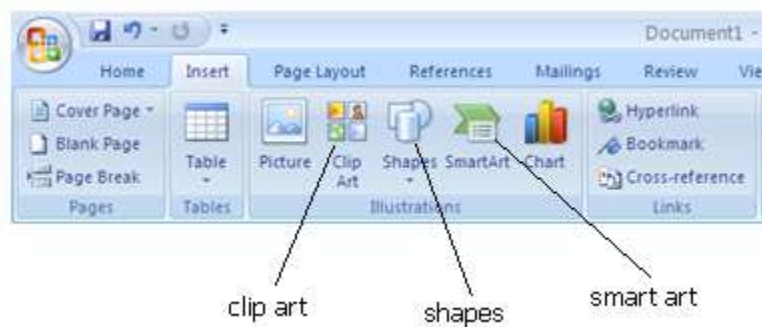 Document1 -
Home Insert Page Layout References Mailings Review Vie
Cover Page
Blank Page
Page Break
Pages
Table
Tables
Picture Clip Art Shapes SmartArt Chart
Illustrations
Hyperlink
Bookmark
Cross-reference
Links
clip art shapes smart art